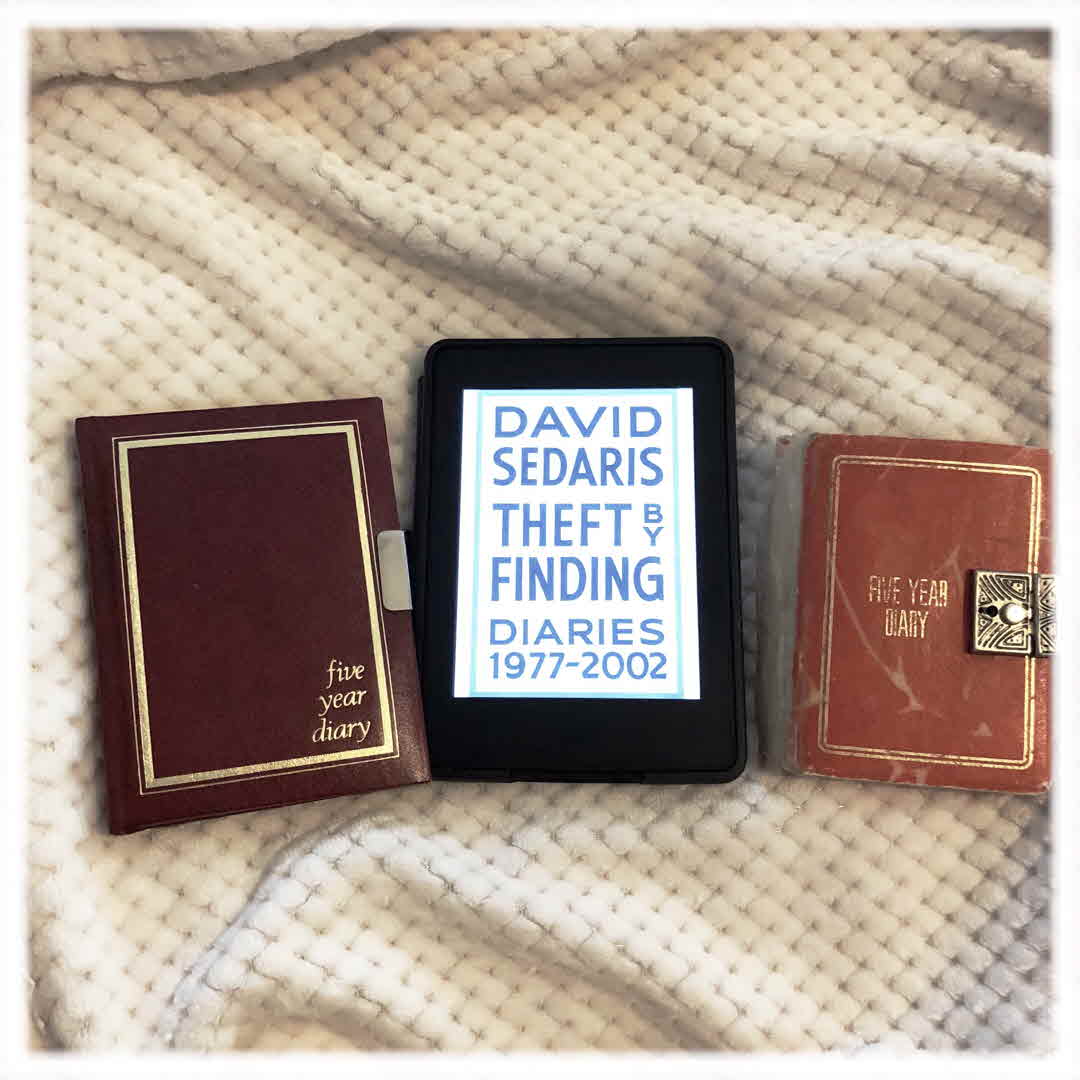 five
year
diary
DAVID
SEDARIS
THEFT BY
FINDING
DIARIES
1977-2002
FIVE YEAR
DIARY